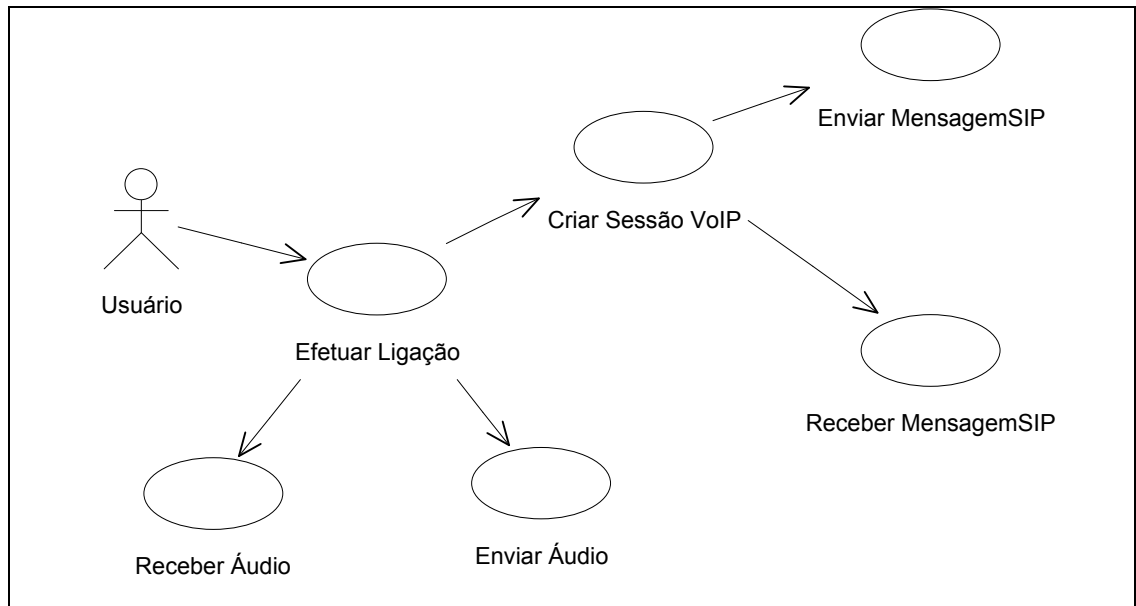 Enviar MensagemSIP
Criar Sessão VoIP
Usuário
Efetuar Ligação
Receber MensagemSIP
Receber Áudio
Enviar Áudio